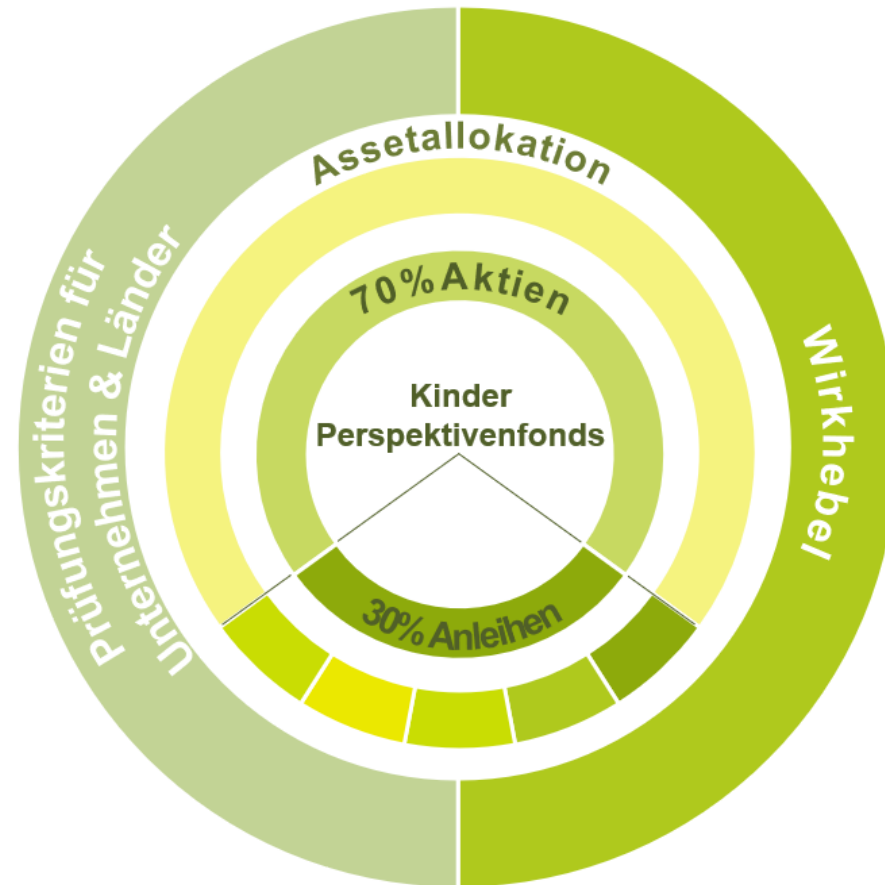 Assetallokation
70% Aktien
Kinder
Perspektivenfonds
30% Anleihen
Prüfungskriterien für
Unternehmen & Länder
Wirkhebel